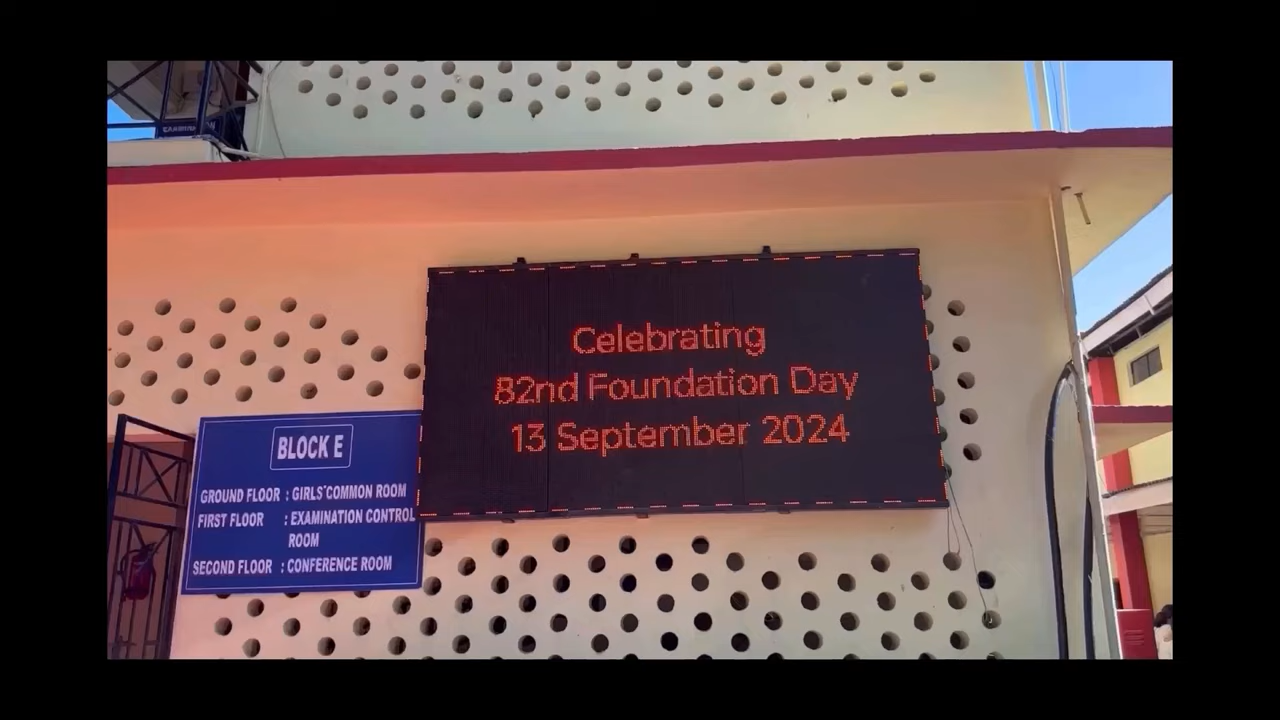 Celebrating
82nd Foundation Day
13 September 2024
BLOCK E
GROUND FLOOR : GIRLS' COMMON ROOM
FIRST FLOOR : EXAMINATION CONTROL
ROOM
SECOND FLOOR : CONFERENCE ROOM